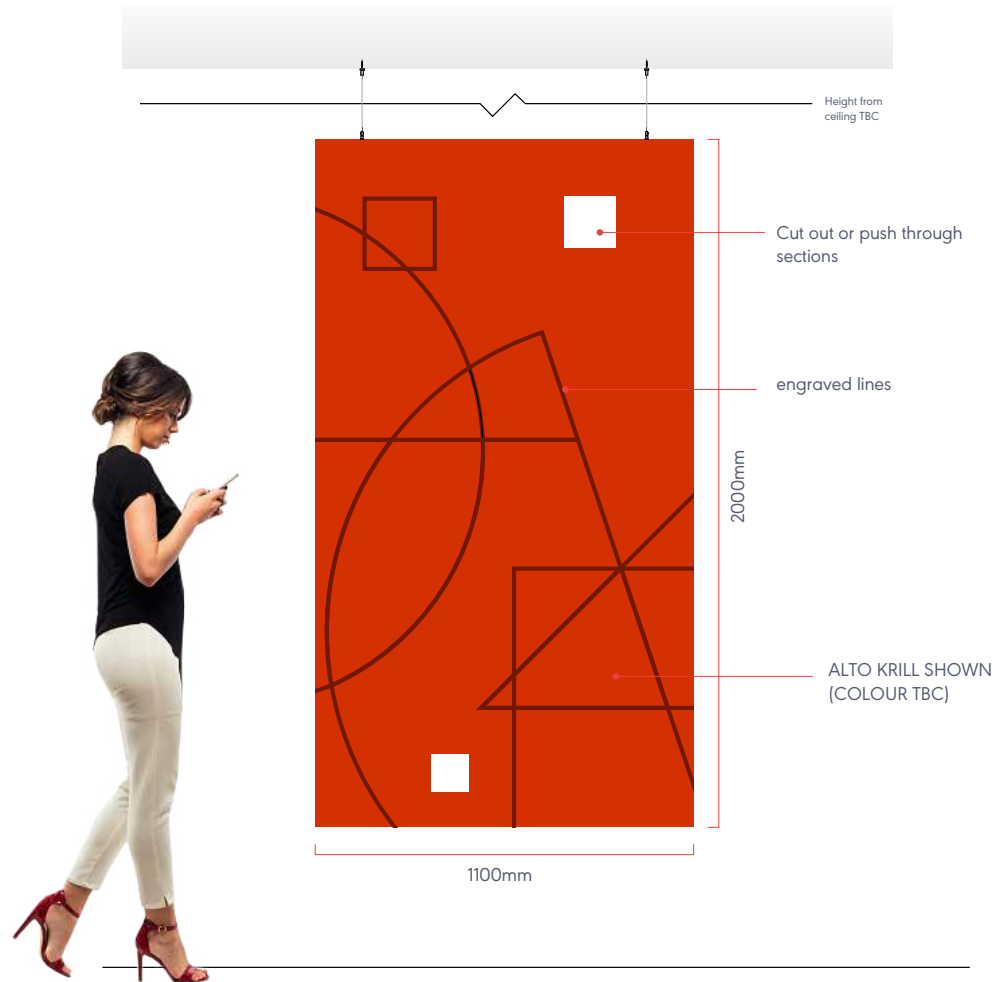 Height from
ceiling TBC
Cut out or push through
sections
engraved lines
2000mm
ALTO KRILL SHOWN
(COLOUR TBC)
1100mm